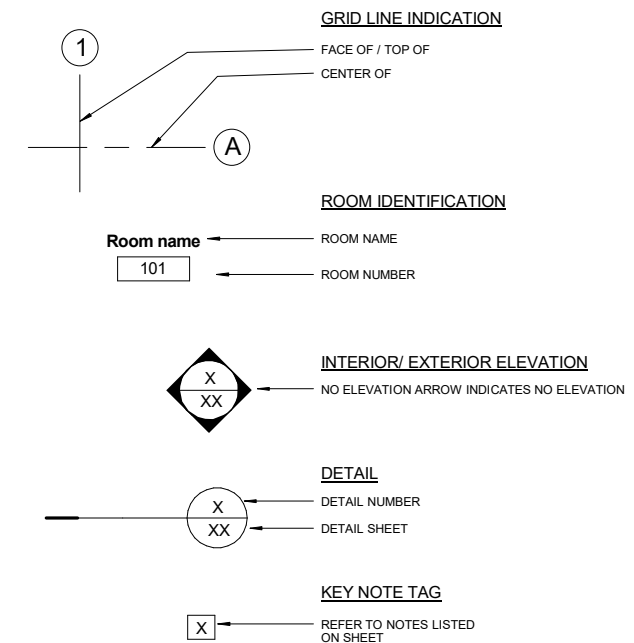 GRID LINE INDICATION
1
FACE OF / TOP OF
CENTER OF
A
ROOM IDENTIFICATION
Room name
ROOM NAME
101
ROOM NUMBER
INTERIOR/ EXTERIOR ELEVATION
X
XX
NO ELEVATION ARROW INDICATES NO ELEVATION
DETAIL
X
DETAIL NUMBER
XX
DETAIL SHEET
KEY NOTE TAG
X
REFER TO NOTES LISTED
ON SHEET